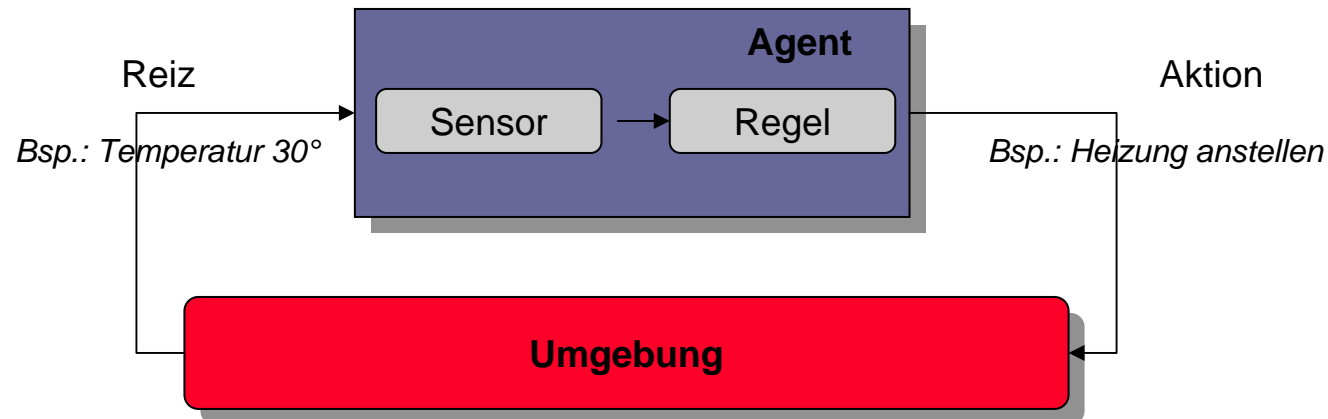 Agent
Reiz
Aktion
Sensor
Regel
Bsp.: Temperatur 30°
Bsp.: Heizung anstellen
Umgebung